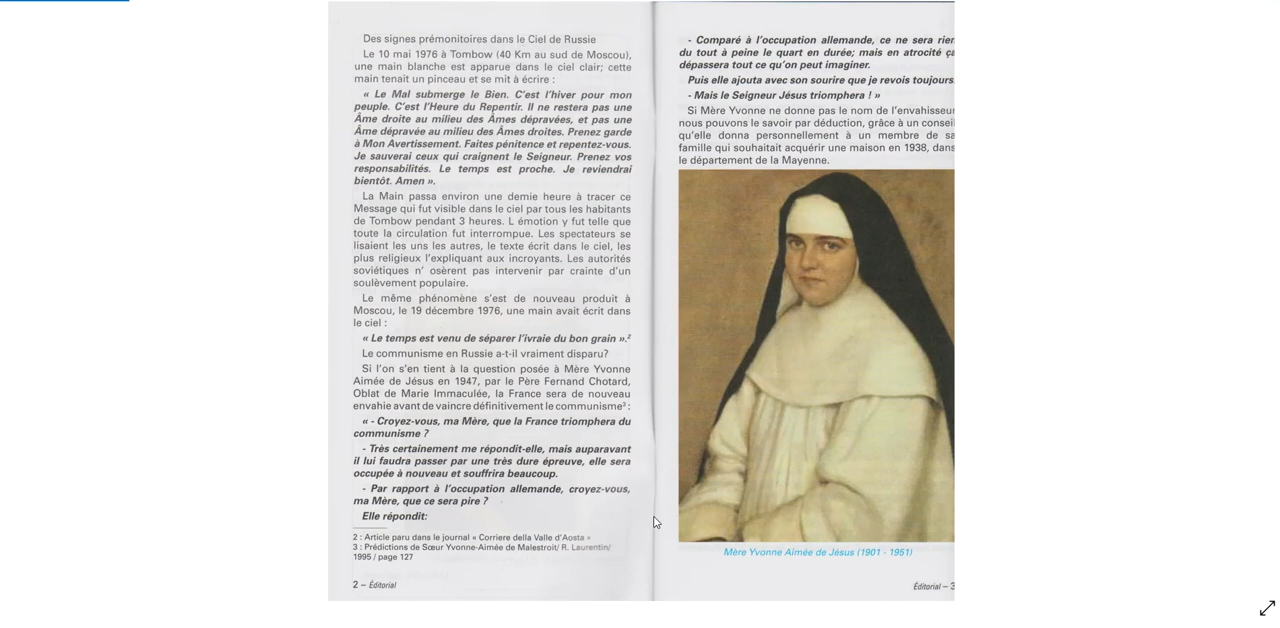 Des signes prémonitoires dans le Ciel de Russie
Le 10 mai 1976 à Tombow (40 Km au sud de Moscou),
une main blanche est apparue dans le ciel clair; cette
main tenait un pinceau et se mit à écrire :
« Le Mal submerge le Bien. C'est l'hiver pour mon
peuple. C'est l'Heure du Repentir. Il ne restera pas une
Âme droite au milieu des Âmes dépravées, et pas une
Âme dépravée au milieu des Âmes droites. Prenez garde
à Mon Avertissement. Faites pénitence et repentez-vous.
Je sauverai ceux qui craignent le Seigneur. Prenez vos
responsabilités. Le temps est proche. Je reviendrai
bientôt. Amen ».
La Main passa environ une demie heure à tracer ce
Message qui fut visible dans le ciel par tous les habitants
de Tombow pendant 3 heures. L émotion y fut telle que
toute la circulation fut interrompue. Les spectateurs se
lisaient les uns les autres, le texte écrit dans le ciel, les
plus religieux l'expliquant aux incroyants. Les autorités
soviétiques n' osèrent pas intervenir par crainte d'un
soulèvement populaire.
Le même phénomène s'est de nouveau produit à
Moscou, le 19 décembre 1976, une main avait écrit dans
le ciel :
« Le temps est venu de séparer l'ivraie du bon grain ».²
Le communisme en Russie a-t-il vraiment disparu?
Si l'on s'en tient à la question posée à Mère Yvonne
Aimée de Jésus en 1947, par le Père Fernand Chotard,
Oblat de Marie Immaculée, la France sera de nouveau
envahie avant de vaincre définitivement le communisme³ :
« - Croyez-vous, ma Mère, que la France triomphera du
communisme ?
- Très certainement me répondit-elle, mais auparavant
il lui faudra passer par une très dure épreuve, elle sera
occupée à nouveau et souffrira beaucoup.
- Par rapport à l'occupation allemande, croyez-vous,
ma Mère, que ce sera pire ?
Elle répondit:
2 : Article paru dans le journal « Corriere della Valle d'Aosta »
3 : Prédictions de Sœur Yvonne-Aimée de Malestroit/ R. Laurentin/
1995 / page 127
2 – Éditorial
- Comparé à l'occupation allemande, ce ne sera rien
du tout à peine le quart en durée; mais en atrocité ça
dépassera tout ce qu'on peut imaginer.
Puis elle ajouta avec son sourire que je revois toujours
- Mais le Seigneur Jésus triomphera ! »
Si Mère Yvonne ne donne pas le nom de l'envahisseur
nous pouvons le savoir par déduction, grâce à un conseil
qu'elle donna personnellement à un membre de sa
famille qui souhaitait acquérir une maison en 1938, dans
le département de la Mayenne.
Mère Yvonne Aimée de Jésus (1901 - 1951)
Éditorial – 3